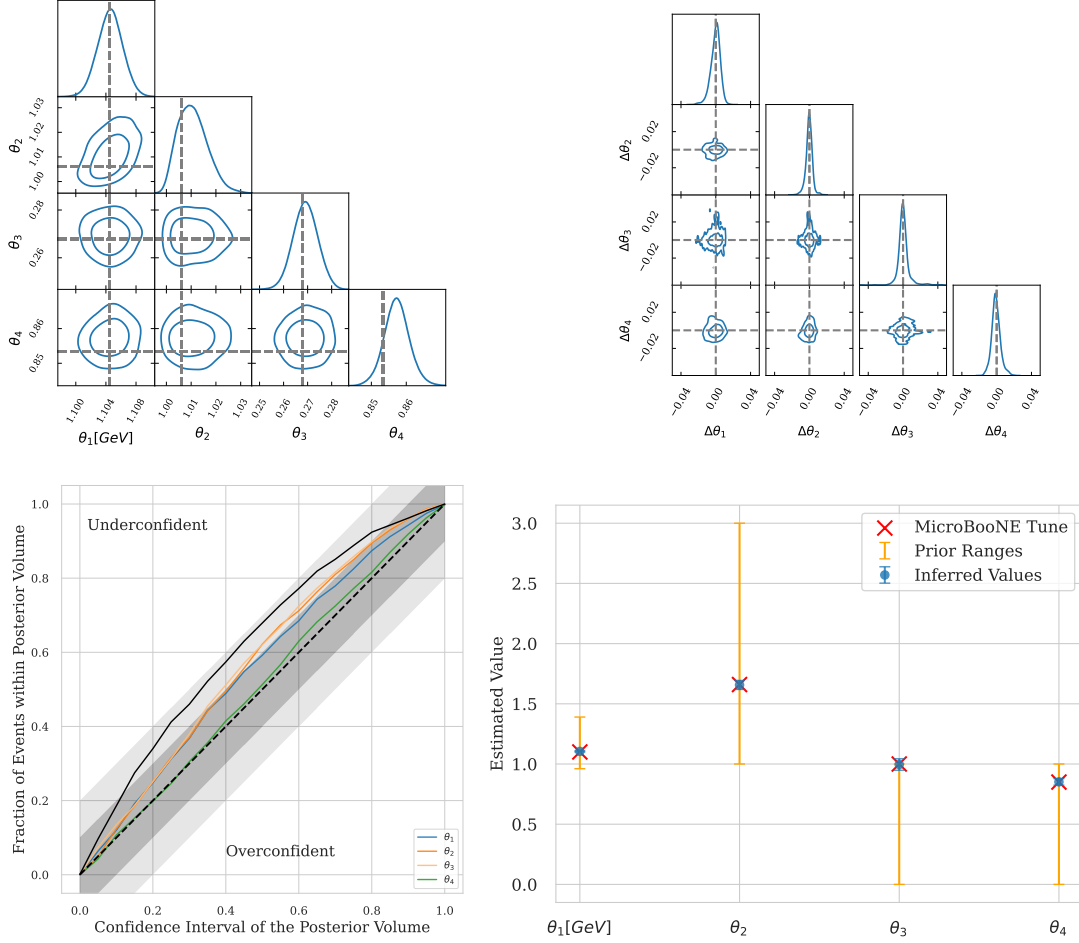 θ2
1.03
1.02
1.01
1.00
θ3
0.28
0.26
θ4
0.86
0.85
1.100
1.104
1.108
1.00
1.01
1.02
1.03
0.25
0.26
0.27
0.28
0.85
0.86
θ1[GeV]
θ2
θ3
θ4
Δθ2
0.02
−0.02
Δθ3
0.02
−0.02
Δθ4
0.02
−0.02
−0.04
0.00
0.04
−0.04
0.00
0.04
−0.04
0.00
0.04
−0.04
0.00
0.04
Δθ1
Δθ2
Δθ3
Δθ4
Fraction of Events within Posterior Volume
1.0
0.8
0.6
0.4
0.2
0.0
Underconfident
Overconfident
θ1
θ2
θ3
θ4
0.0
0.2
0.4
0.6
0.8
1.0
Confidence Interval of the Posterior Volume
Estimated Value
3.0
2.5
2.0
1.5
1.0
0.5
0.0
MicroBooNE Tune
Prior Ranges
Inferred Values
θ1[GeV]
θ2
θ3
θ4